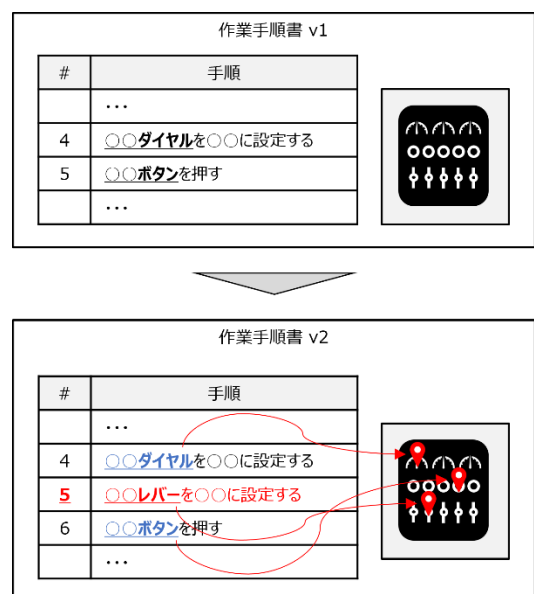 作業手順書 v1
# 手順
・・・
4 ○○ダイヤルを○○に設定する
5 ○○ボタンを押す
・・・
作業手順書 v2
# 手順
・・・
4 ○○ダイヤルを○○に設定する
5 ○○レバーを○○に設定する
6 ○○ボタンを押す
・・・